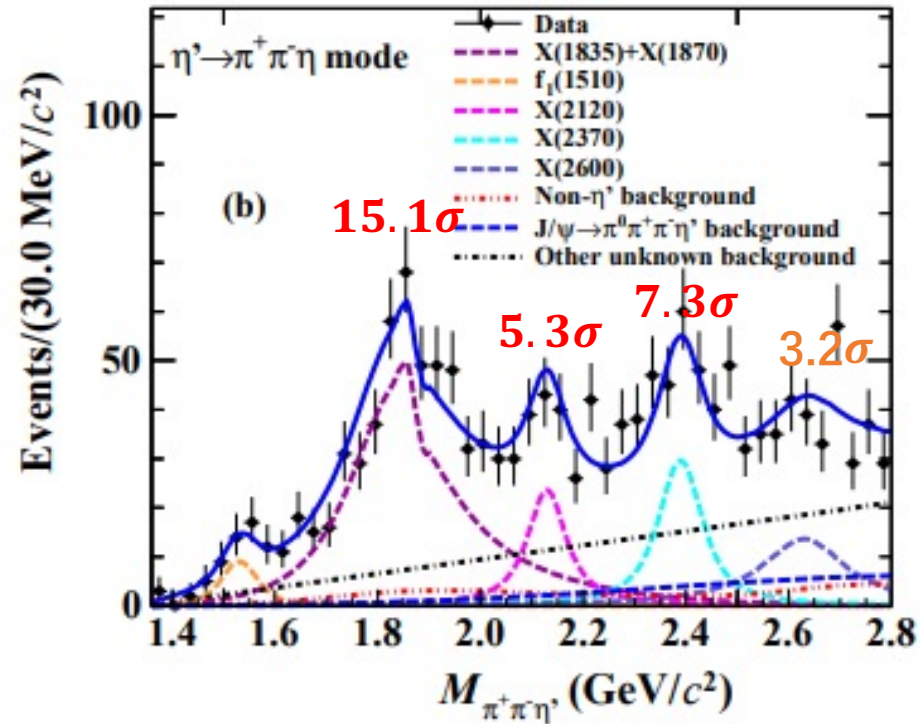 η'→π⁺π⁻η mode
Data
X(1835)+X(1870)
f₁(1510)
X(2120)
X(2370)
X(2600)
Non-η' background
J/ψ→π⁰π⁺π⁻η' background
Other unknown background
(b)
15.1σ
5.3σ
7.3σ
3.2σ
Events/(30.0 MeV/c²)
100
50
0
1.4 1.6 1.8 2.0 2.2 2.4 2.6 2.8
M_π⁺π⁻η' (GeV/c²)